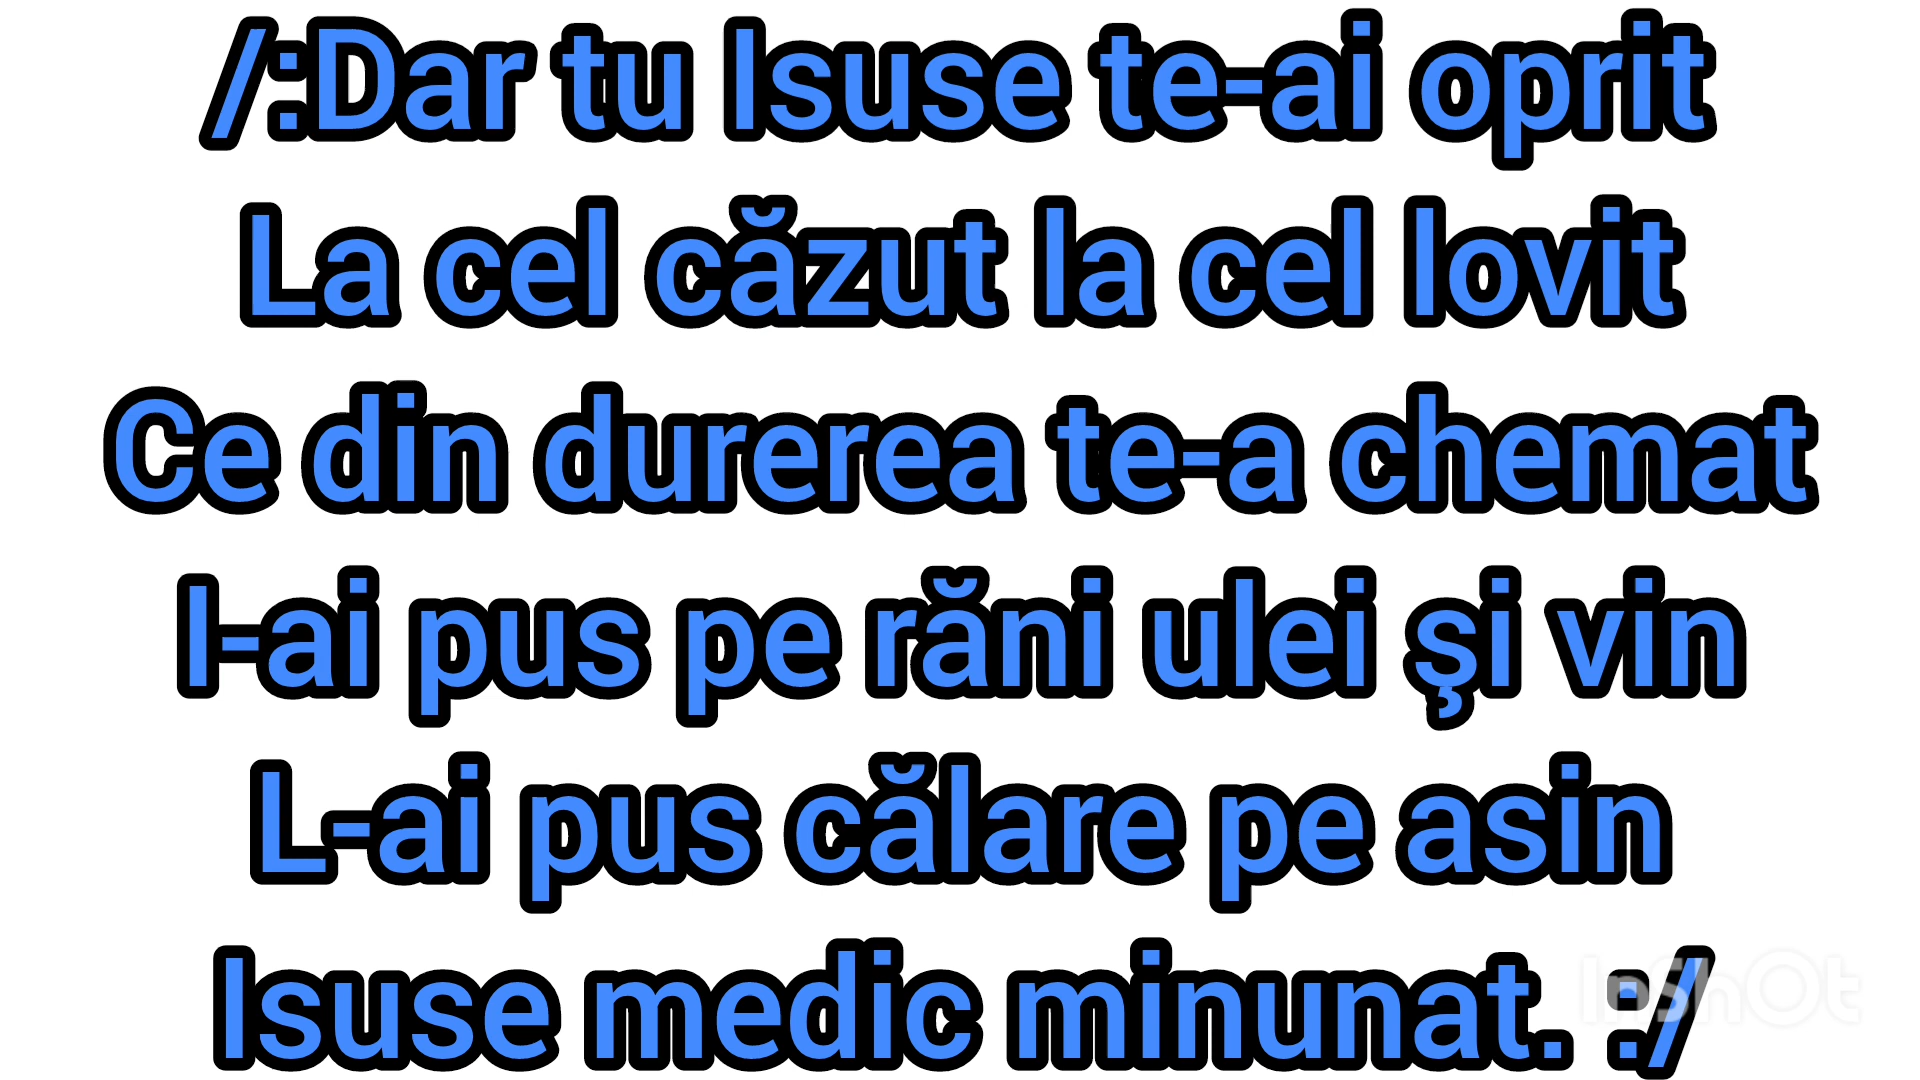 /:Dar tu Isuse te-ai oprit
La cel căzut la cel lovit
Ce din durerea te-a chemat
I-ai pus pe răni ulei şi vin
L-ai pus călare pe asin
Isuse medic minunat. :/
InShOt